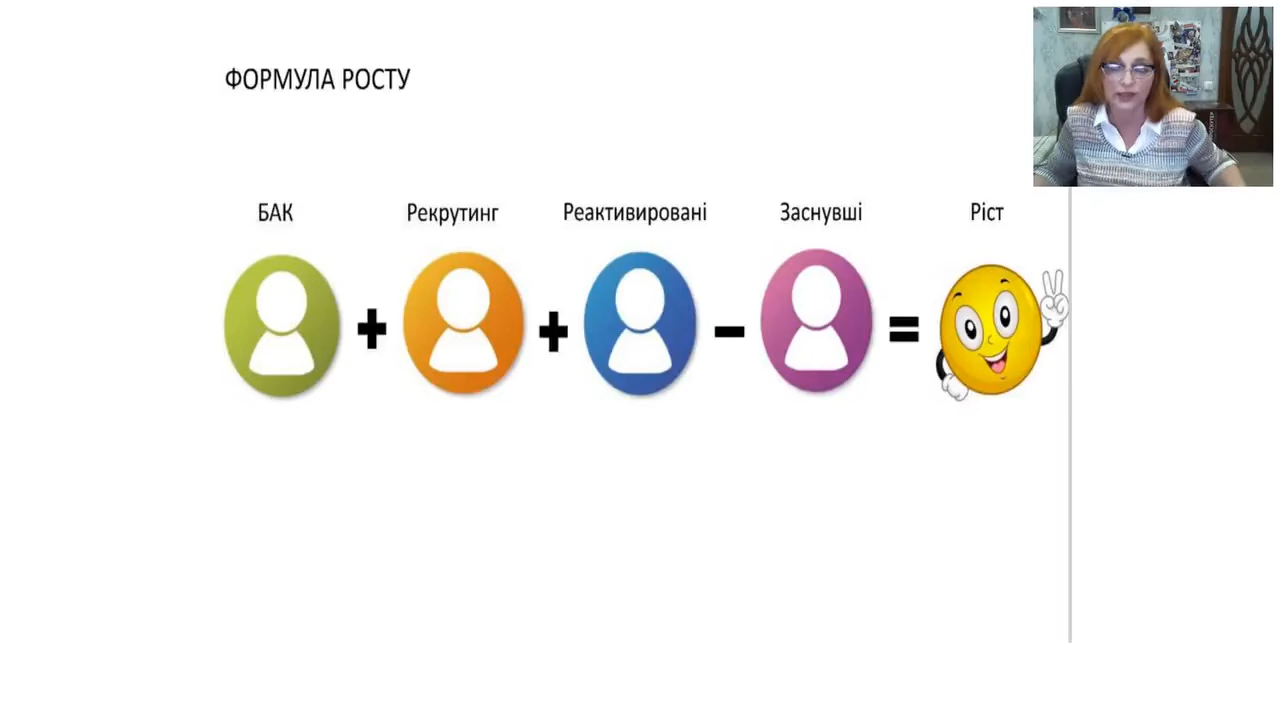 ФОРМУЛА РОСТУ
БАК Рекрутинг Реактивировані Заснувші Ріст
+ + - =